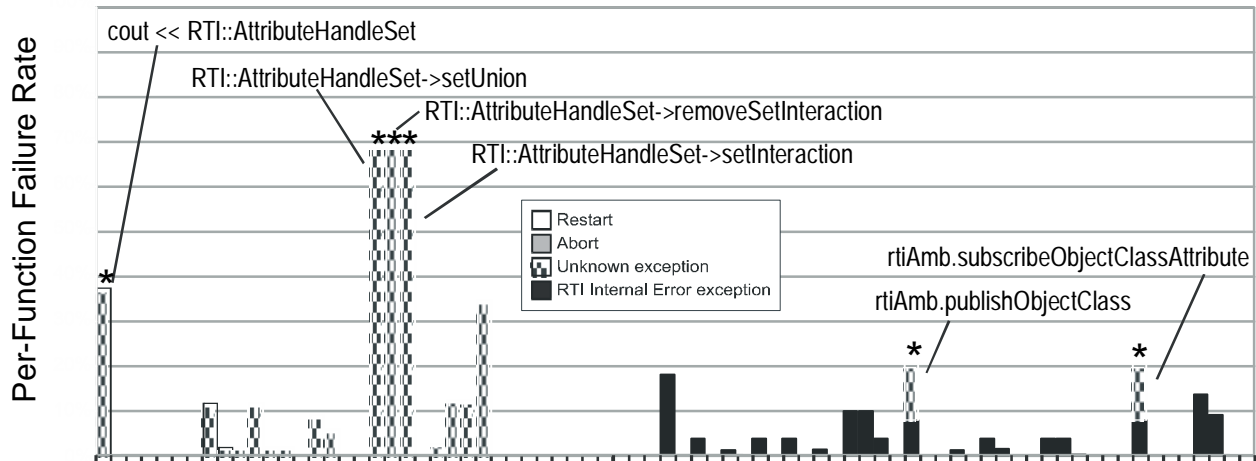 cout << RTI::AttributeHandleSet
RTI::AttributeHandleSet->setUnion
RTI::AttributeHandleSet->removeSetInteraction
***
RTI::AttributeHandleSet->setInteraction
Per-Function Failure Rate
Restart
Abort
Unknown exception
RTI Internal Error exception
*
rtiAmb.subscribeObjectClassAttribute
rtiAmb.publishObjectClass
*
*